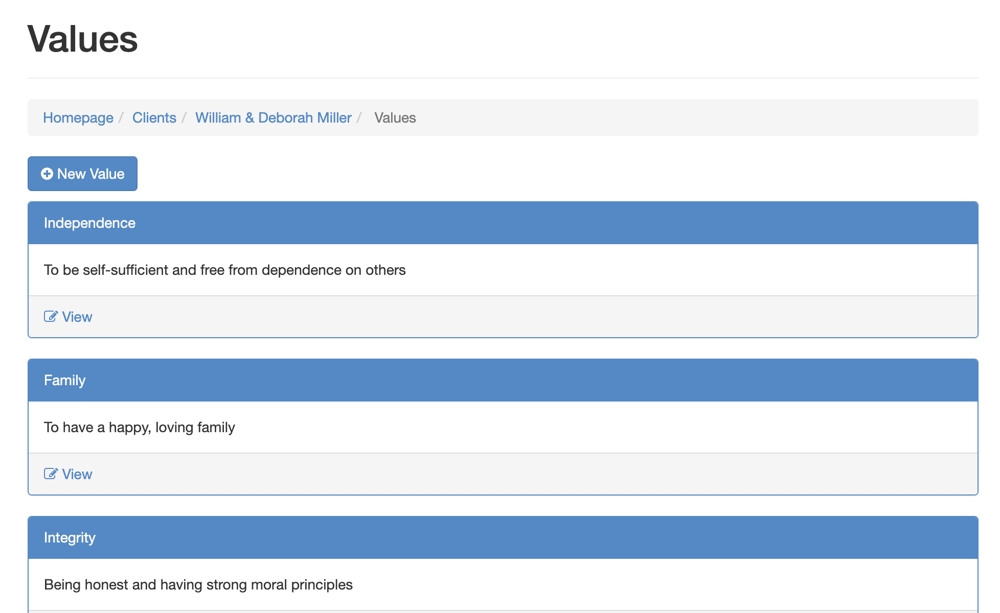 Values
Homepage / Clients / William & Deborah Miller / Values
New Value
Independence
To be self-sufficient and free from dependence on others
View
Family
To have a happy, loving family
View
Integrity
Being honest and having strong moral principles